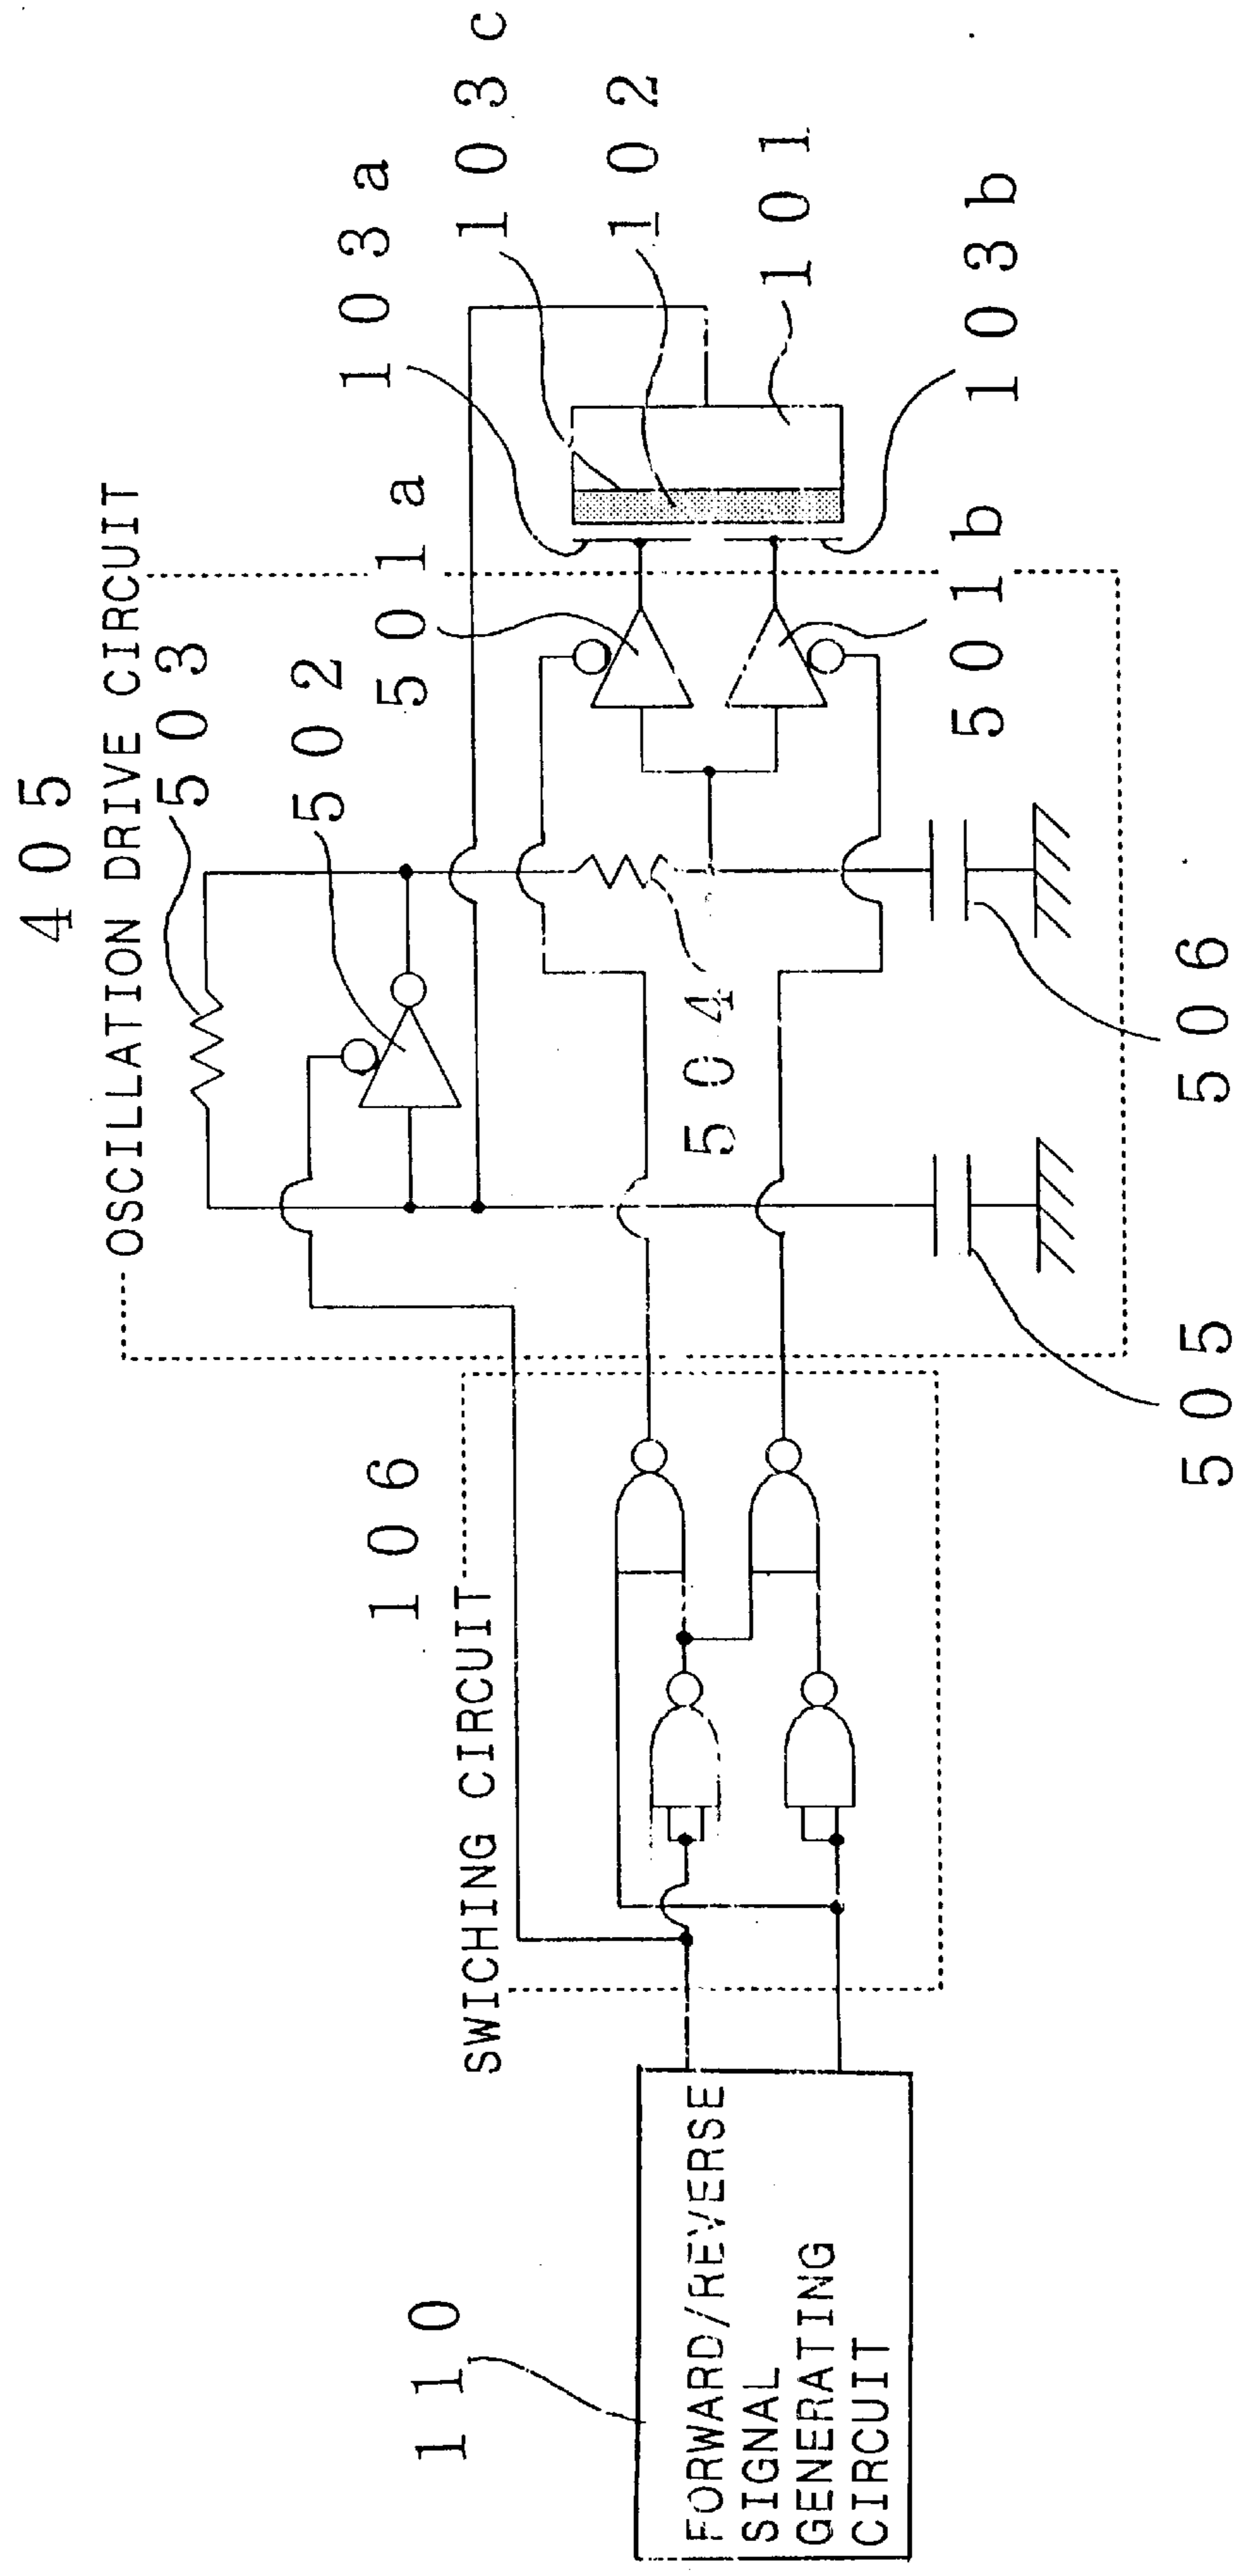 405
OSCILLATION DRIVE CIRCUIT
503
502
501a
103a
103c
102
101
103b
501b
504
506
505
106
SWICHING CIRCUIT
110
FORWARD/REVERSE
SIGNAL
GENERATING
CIRCUIT